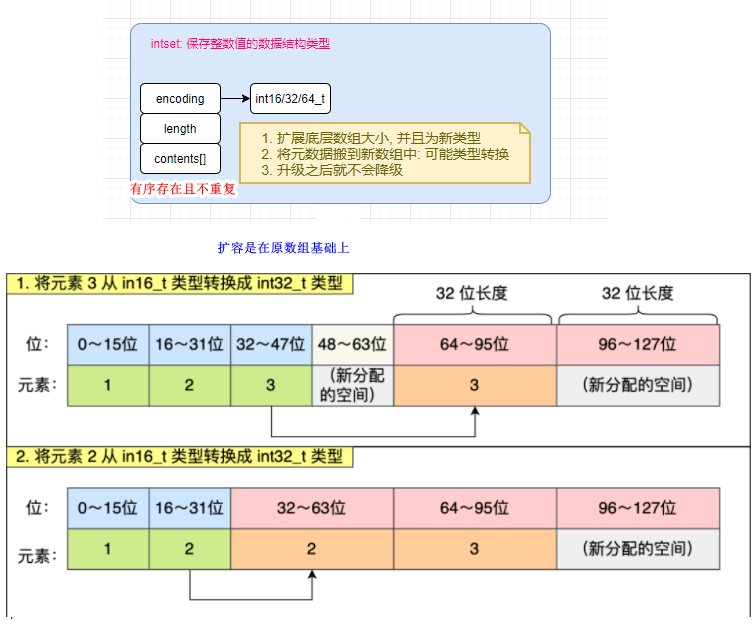 intset: 保存整数值的数据结构类型
encoding
int16/32/64_t
length
contents[]
1. 扩展底层数组大小, 并且为新类型
2. 将元数据搬到新数组中: 可能类型转换
3. 升级之后就不会降级
有序存在且不重复
扩容是在原数组基础上
1. 将元素 3 从 in16_t 类型转换成 int32_t 类型
32 位长度 32 位长度
位: 0～15位 16～31位 32～47位 48～63位 64～95位 96～127位
元素: 1 2 3 （新分配的空间） 3 （新分配的空间）
2. 将元素 2 从 in16_t 类型转换成 int32_t 类型
位: 0～15位 16～31位 32～63位 64～95位 96～127位
元素: 1 2 2 3 （新分配的空间）